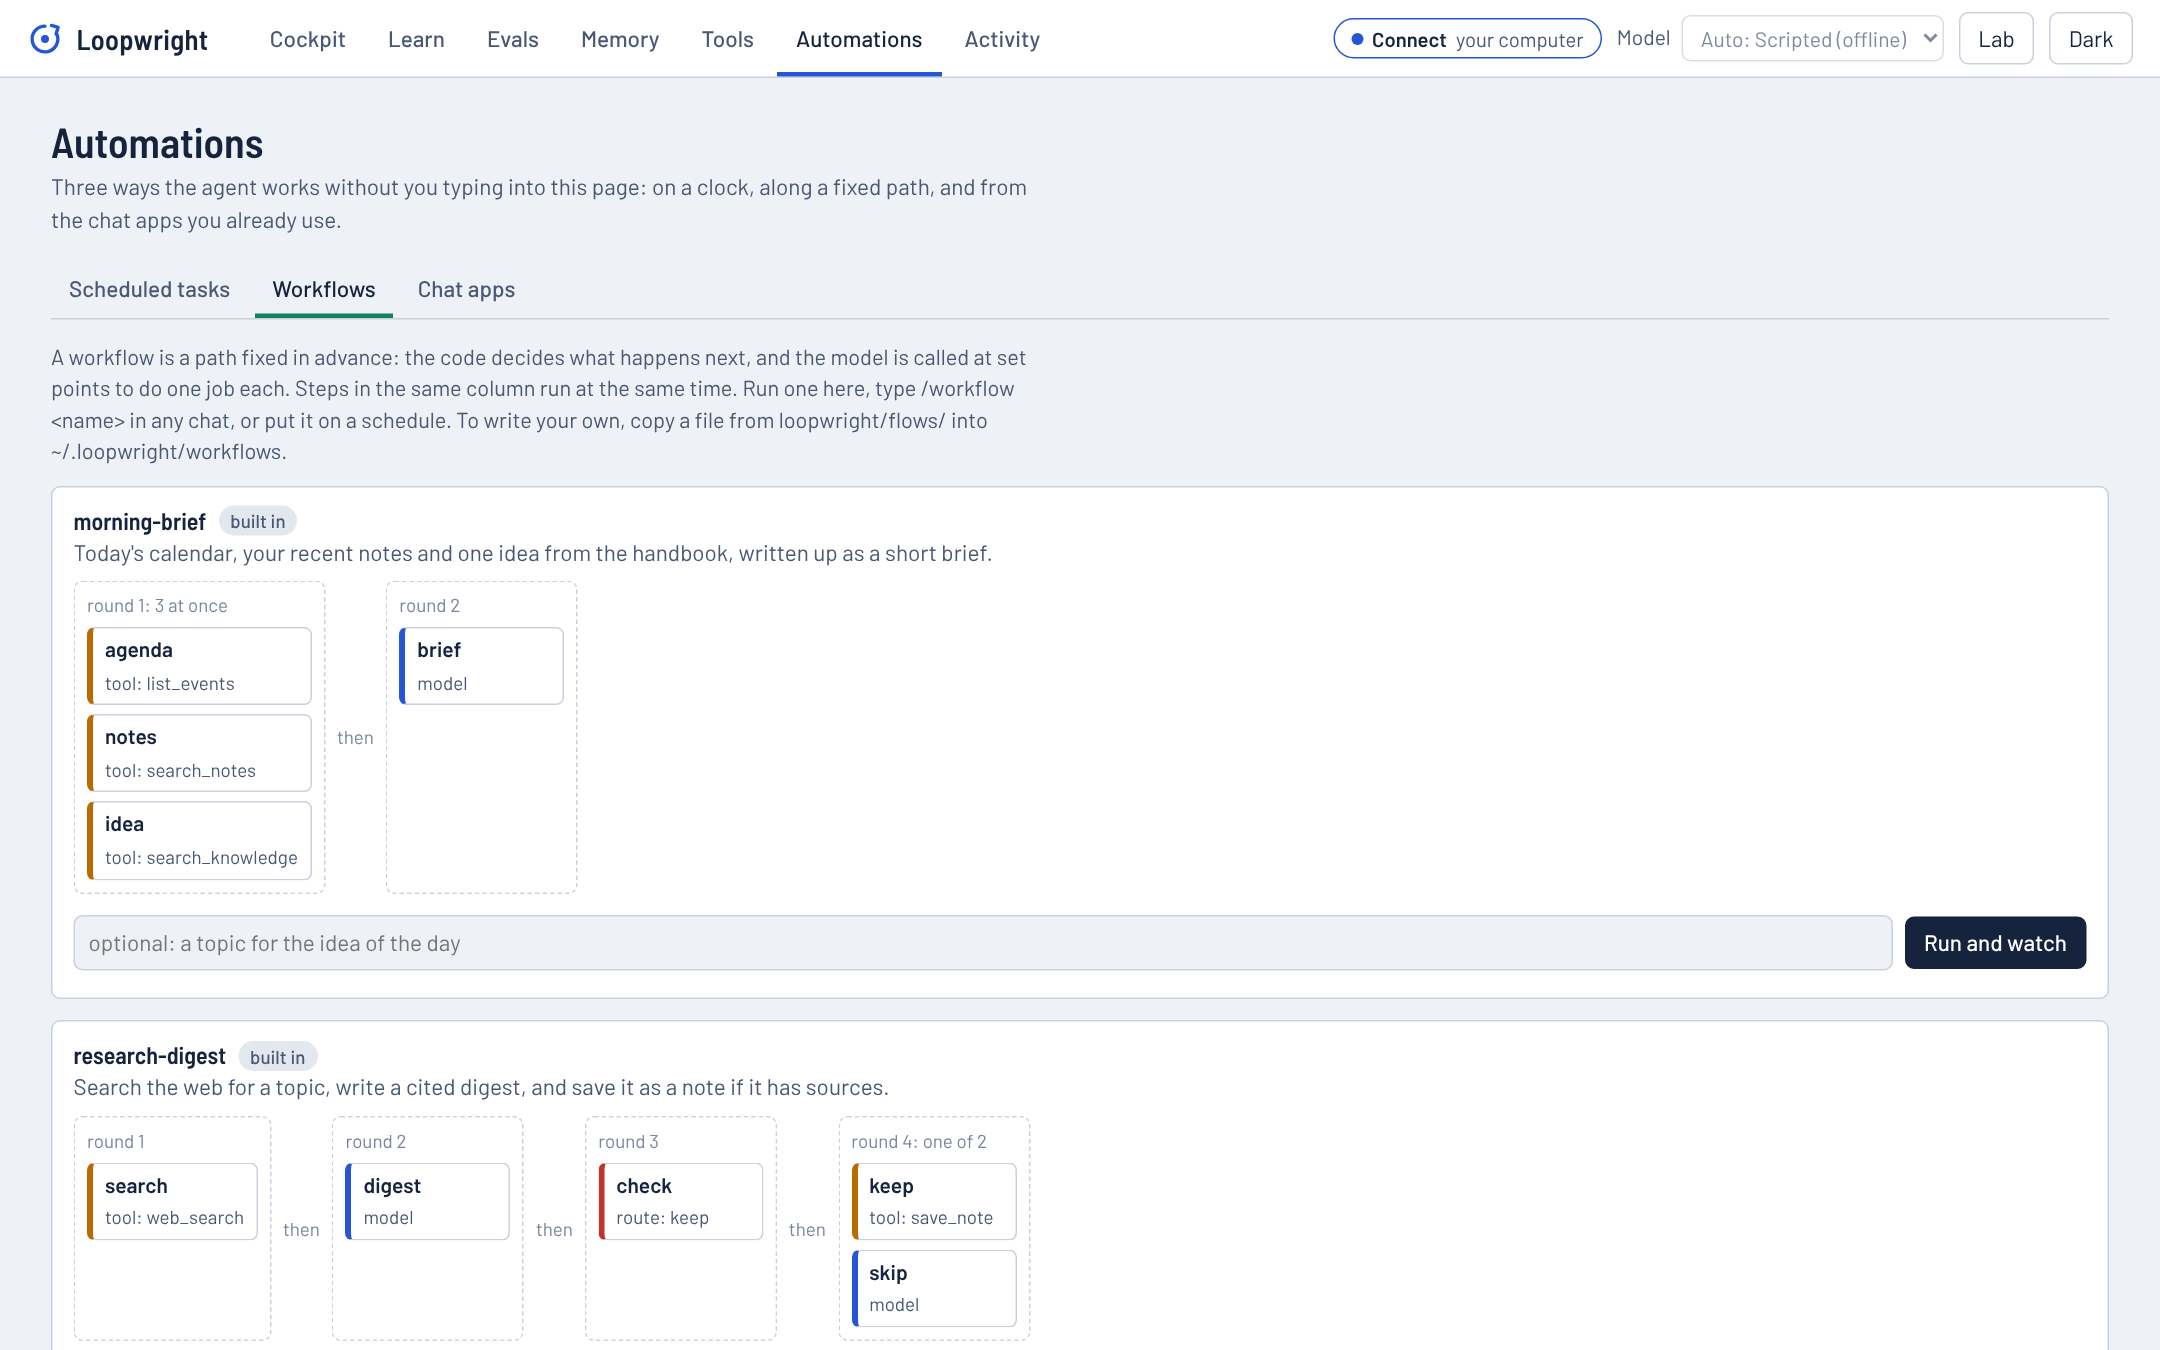 Loopwright
Cockpit Learn Evals Memory Tools Automations Activity
Connect your computer Model Auto: Scripted (offline) Lab Dark
Automations
Three ways the agent works without you typing into this page: on a clock, along a fixed path, and from
the chat apps you already use.
Scheduled tasks Workflows Chat apps
A workflow is a path fixed in advance: the code decides what happens next, and the model is called at set
points to do one job each. Steps in the same column run at the same time. Run one here, type /workflow
<name> in any chat, or put it on a schedule. To write your own, copy a file from loopwright/flows/ into
~/.loopwright/workflows.
morning-brief built in
Today's calendar, your recent notes and one idea from the handbook, written up as a short brief.
round 1: 3 at once
agenda
tool: list_events
notes
tool: search_notes
idea
tool: search_knowledge
then
round 2
brief
model
optional: a topic for the idea of the day
Run and watch
research-digest built in
Search the web for a topic, write a cited digest, and save it as a note if it has sources.
round 1
search
tool: web_search
then
round 2
digest
model
then
round 3
check
route: keep
then
round 4: one of 2
keep
tool: save_note
skip
model